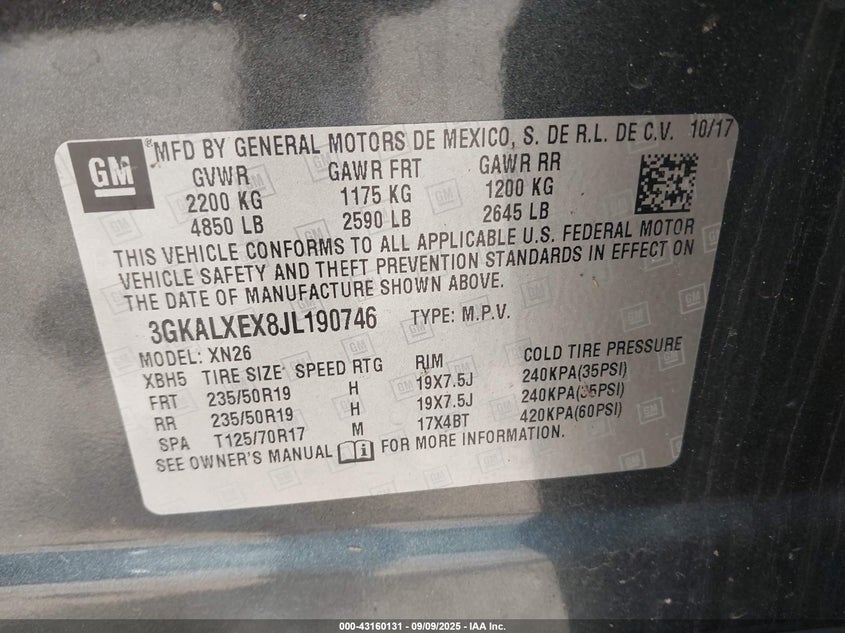 GM
® MFD BY GENERAL MOTORS DE MEXICO, S. DE R.L. DE C.V. 10/17
GVWR GAWR FRT GAWR RR
2200 KG 1175 KG 1200 KG
4850 LB 2590 LB 2645 LB
THIS VEHICLE CONFORMS TO ALL APPLICABLE U.S. FEDERAL MOTOR
VEHICLE SAFETY AND THEFT PREVENTION STANDARDS IN EFFECT ON
THE DATE OF MANUFACTURE SHOWN ABOVE.
3GKALXEX8JL190746 TYPE: M.P.V.
MODEL: XN26
XBH5 TIRE SIZE SPEED RTG RIM COLD TIRE PRESSURE
FRT 235/50R19 H 19X7.5J 240KPA(35PSI)
RR 235/50R19 H 19X7.5J 240KPA(35PSI)
SPA T125/70R17 M 17X4BT 420KPA(60PSI)
SEE OWNER'S MANUAL FOR MORE INFORMATION.
000-43160131 - 09/09/2025 - IAA Inc.